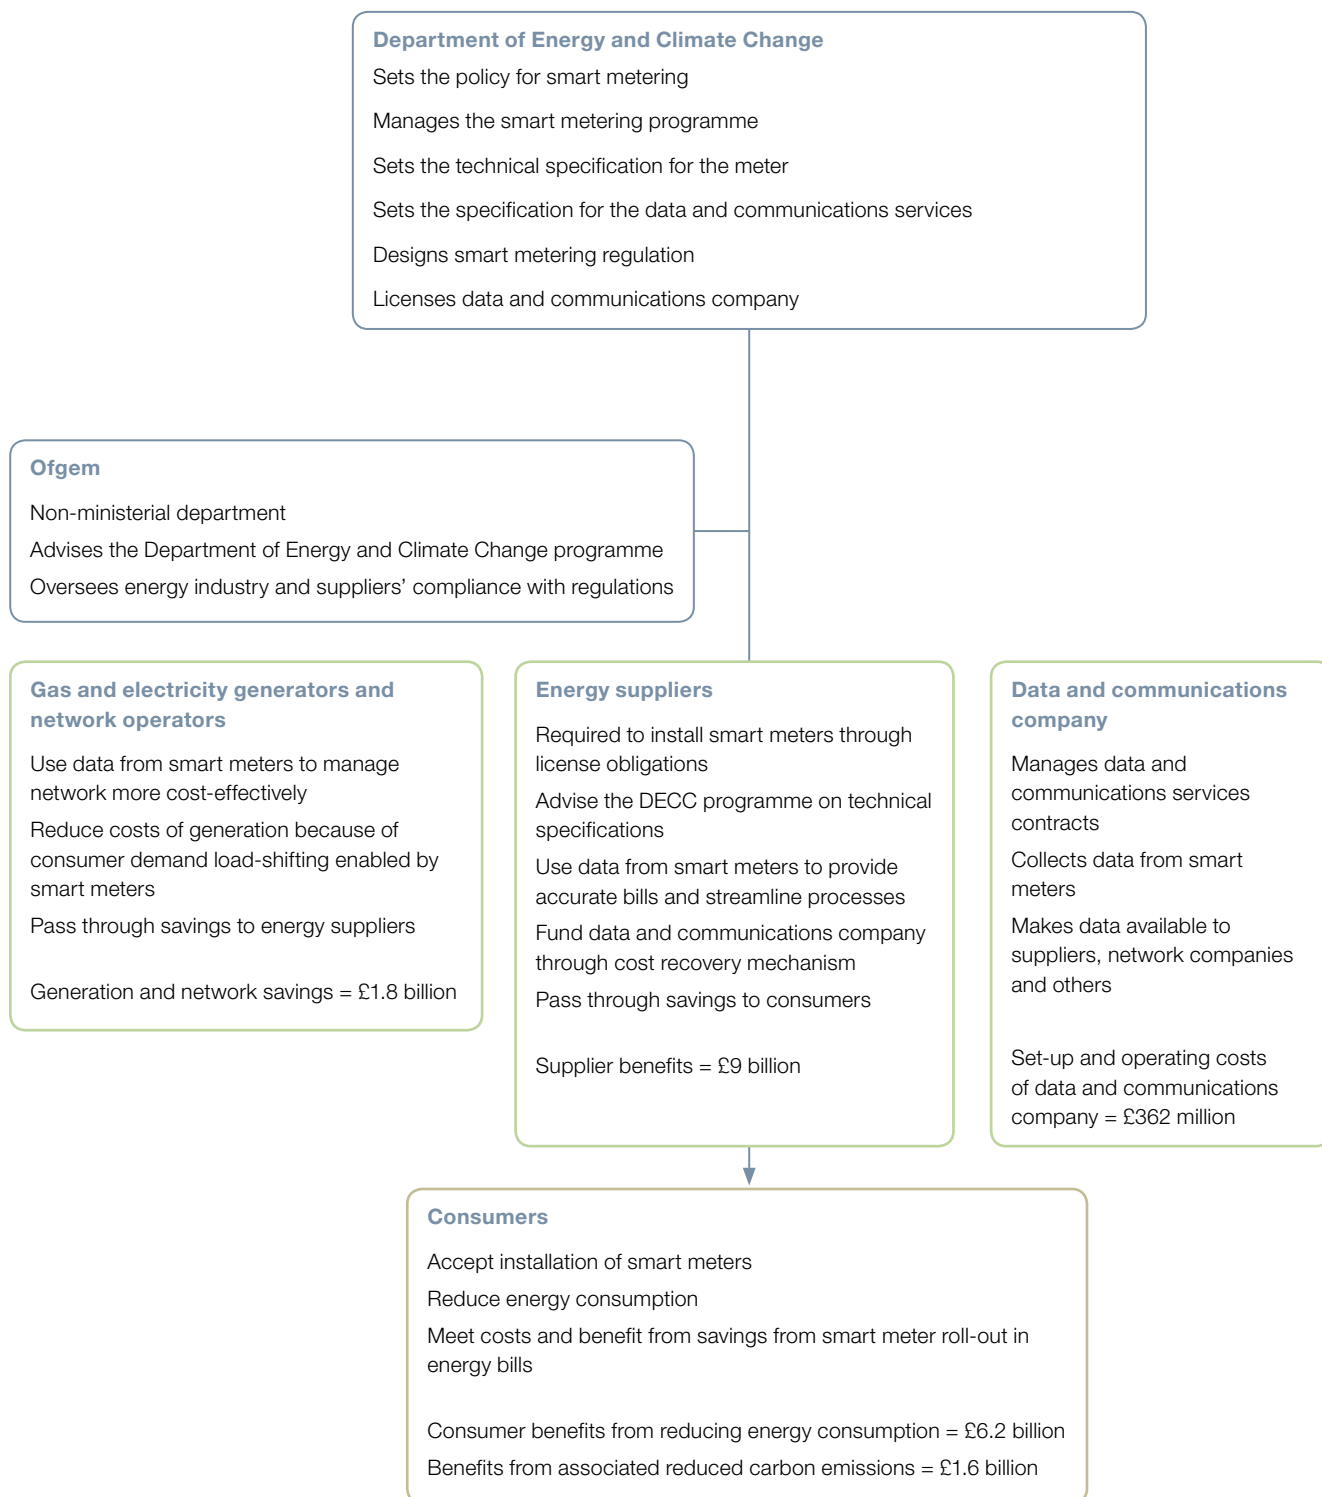 Department of Energy and Climate Change
Sets the policy for smart metering
Manages the smart metering programme
Sets the technical specification for the meter
Sets the specification for the data and communications services
Designs smart metering regulation
Licenses data and communications company
Ofgem
Non-ministerial department
Advises the Department of Energy and Climate Change programme
Oversees energy industry and suppliers’ compliance with regulations
Gas and electricity generators and
network operators
Use data from smart meters to manage
network more cost-effectively
Reduce costs of generation because of
consumer demand load-shifting enabled by
smart meters
Pass through savings to energy suppliers
Generation and network savings = £1.8 billion
Energy suppliers
Required to install smart meters through
license obligations
Advise the DECC programme on technical
specifications
Use data from smart meters to provide
accurate bills and streamline processes
Fund data and communications company
through cost recovery mechanism
Pass through savings to consumers
Supplier benefits = £9 billion
Data and communications
company
Manages data and
communications services
contracts
Collects data from smart
meters
Makes data available to
suppliers, network companies
and others
Set-up and operating costs
of data and communications
company = £362 million
Consumers
Accept installation of smart meters
Reduce energy consumption
Meet costs and benefit from savings from smart meter roll-out in
energy bills
Consumer benefits from reducing energy consumption = £6.2 billion
Benefits from associated reduced carbon emissions = £1.6 billion